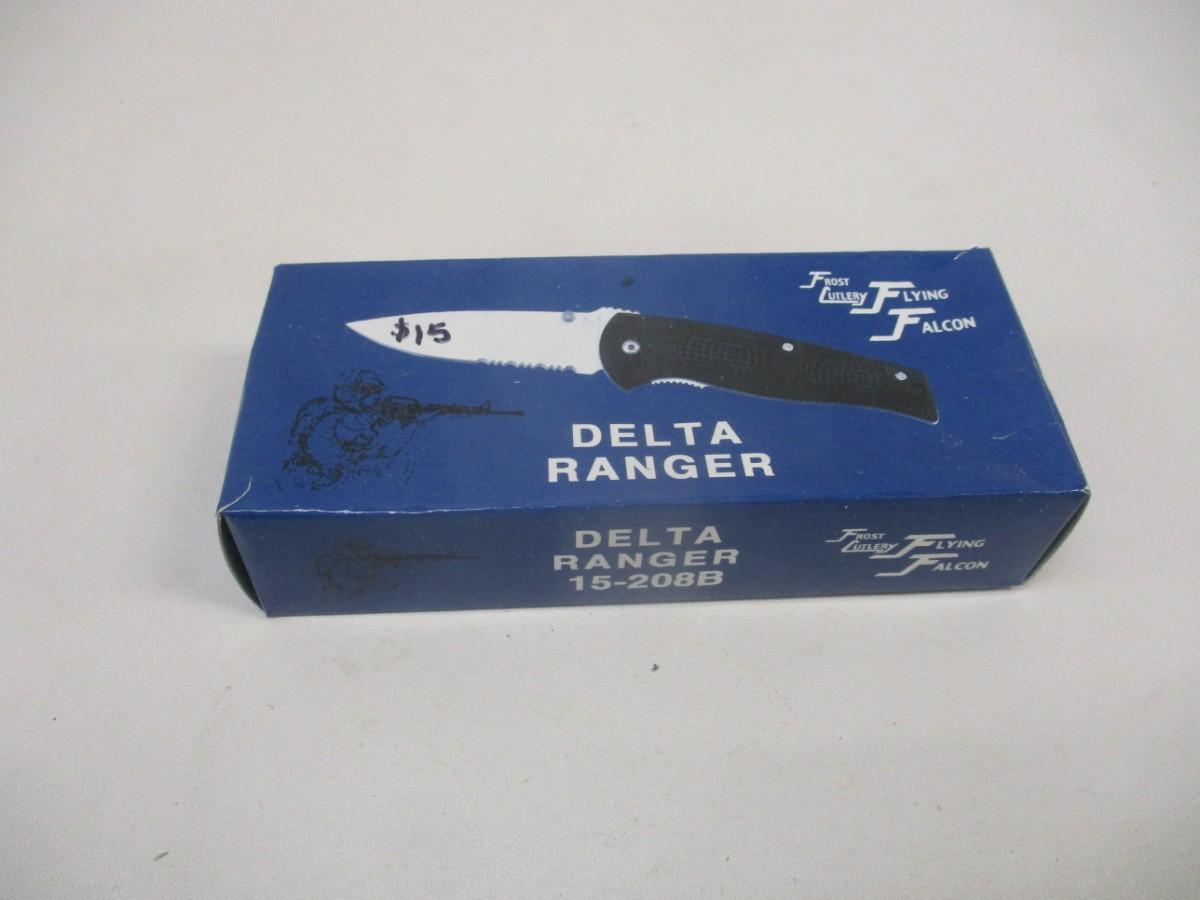 FROST
CUTLERY FLYING
FALCON
$15
DELTA
RANGER
DELTA
RANGER
15-208B
FROST
CUTLERY FLYING
FALCON